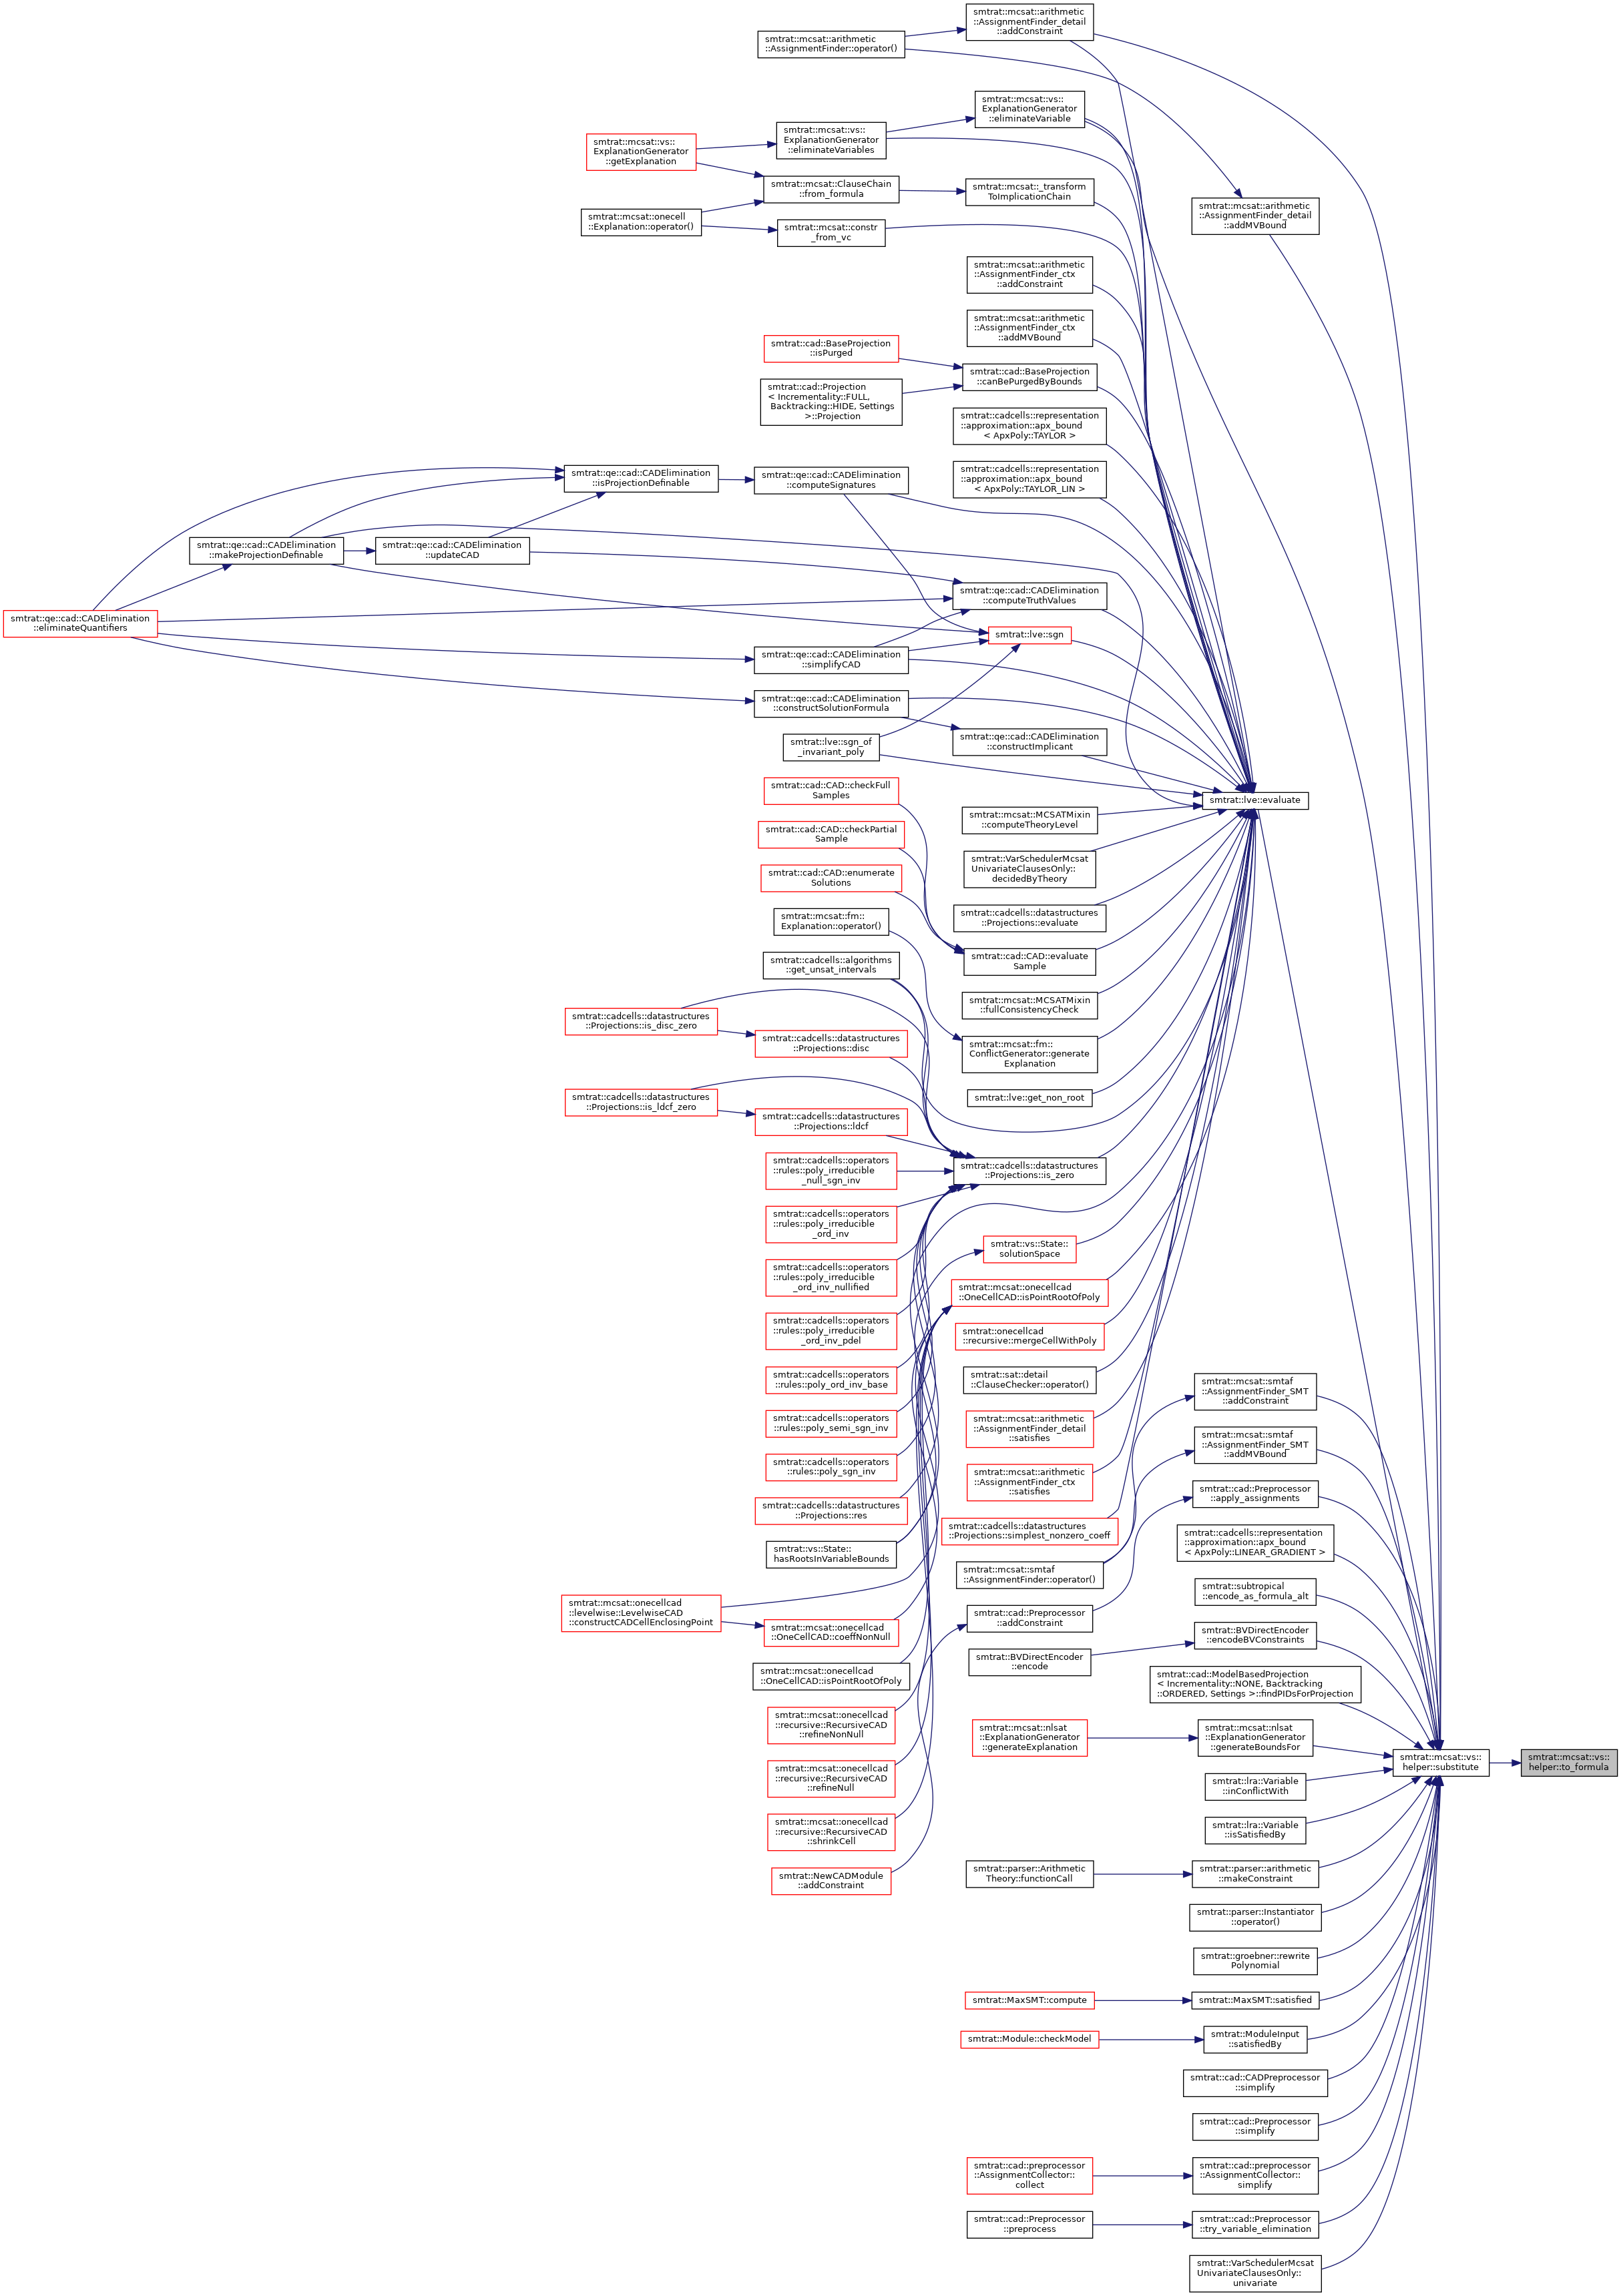 smtrat::mcsat::arithmetic
::AssignmentFinder_detail
::addConstraint
smtrat::mcsat::arithmetic
::AssignmentFinder::operator()
smtrat::mcsat::vs::
ExplanationGenerator
::eliminateVariable
smtrat::mcsat::vs::
ExplanationGenerator
::eliminateVariables
smtrat::mcsat::vs::
ExplanationGenerator
::getExplanation
smtrat::mcsat::ClauseChain
::from_formula
smtrat::mcsat::_transform
ToImplicationChain
smtrat::mcsat::arithmetic
::AssignmentFinder_detail
::addMVBound
smtrat::mcsat::onecell
::Explanation::operator()
smtrat::mcsat::constr
_from_vc
smtrat::mcsat::arithmetic
::AssignmentFinder_ctx
::addConstraint
smtrat::mcsat::arithmetic
::AssignmentFinder_ctx
::addMVBound
smtrat::cad::BaseProjection
::isPurged
smtrat::cad::BaseProjection
::canBePurgedByBounds
smtrat::cad::Projection
< Incrementality::FULL,
Backtracking::HIDE, Settings
>::Projection
smtrat::cadcells::representation
::approximation::apx_bound
< ApxPoly::TAYLOR >
smtrat::cadcells::representation
::approximation::apx_bound
< ApxPoly::TAYLOR_LIN >
smtrat::qe::cad::CADElimination
::isProjectionDefinable
smtrat::qe::cad::CADElimination
::computeSignatures
smtrat::qe::cad::CADElimination
::makeProjectionDefinable
smtrat::qe::cad::CADElimination
::updateCAD
smtrat::qe::cad::CADElimination
::computeTruthValues
smtrat::qe::cad::CADElimination
::eliminateQuantifiers
smtrat::lve::sgn
smtrat::qe::cad::CADElimination
::simplifyCAD
smtrat::qe::cad::CADElimination
::constructSolutionFormula
smtrat::lve::sgn_of
_invariant_poly
smtrat::qe::cad::CADElimination
::constructImplicant
smtrat::cad::CAD::checkFull
Samples
smtrat::lve::evaluate
smtrat::mcsat::MCSATMixin
::computeTheoryLevel
smtrat::cad::CAD::checkPartial
Sample
smtrat::VarSchedulerMcsat
UnivariateClausesOnly::
decidedByTheory
smtrat::cad::CAD::enumerate
Solutions
smtrat::mcsat::fm::
Explanation::operator()
smtrat::cadcells::datastructures
::Projections::evaluate
smtrat::cadcells::algorithms
::get_unsat_intervals
smtrat::cad::CAD::evaluate
Sample
smtrat::mcsat::MCSATMixin
::fullConsistencyCheck
smtrat::cadcells::datastructures
::Projections::is_disc_zero
smtrat::cadcells::datastructures
::Projections::disc
smtrat::mcsat::fm::
ConflictGenerator::generate
Explanation
smtrat::cadcells::datastructures
::Projections::is_ldcf_zero
smtrat::lve::get_non_root
smtrat::cadcells::datastructures
::Projections::ldcf
smtrat::cadcells::operators
::rules::poly_irreducible
_null_sgn_inv
smtrat::cadcells::datastructures
::Projections::is_zero
smtrat::cadcells::operators
::rules::poly_irreducible
_ord_inv
smtrat::vs::State::
solutionSpace
smtrat::cadcells::operators
::rules::poly_irreducible
_ord_inv_nullified
smtrat::mcsat::onecellcad
::OneCellCAD::isPointRootOfPoly
smtrat::cadcells::operators
::rules::poly_irreducible
_ord_inv_pdel
smtrat::onecellcad
::recursive::mergeCellWithPoly
smtrat::cadcells::operators
::rules::poly_ord_inv_base
smtrat::sat::detail
::ClauseChecker::operator()
smtrat::mcsat::smtaf
::AssignmentFinder_SMT
::addConstraint
smtrat::cadcells::operators
::rules::poly_semi_sgn_inv
smtrat::mcsat::arithmetic
::AssignmentFinder_detail
::satisfies
smtrat::mcsat::smtaf
::AssignmentFinder_SMT
::addMVBound
smtrat::cadcells::operators
::rules::poly_sgn_inv
smtrat::mcsat::arithmetic
::AssignmentFinder_ctx
::satisfies
smtrat::cad::Preprocessor
::apply_assignments
smtrat::cadcells::datastructures
::Projections::res
smtrat::cadcells::datastructures
::Projections::simplest_nonzero_coeff
smtrat::cadcells::representation
::approximation::apx_bound
< ApxPoly::LINEAR_GRADIENT >
smtrat::vs::State::
hasRootsInVariableBounds
smtrat::mcsat::smtaf
::AssignmentFinder::operator()
smtrat::subtropical
::encode_as_formula_alt
smtrat::mcsat::onecellcad
::levelwise::LevelwiseCAD
::constructCADCellEnclosingPoint
smtrat::mcsat::onecellcad
::OneCellCAD::coeffNonNull
smtrat::cad::Preprocessor
::addConstraint
smtrat::BVDirectEncoder
::encodeBVConstraints
smtrat::mcsat::onecellcad
::OneCellCAD::isPointRootOfPoly
smtrat::BVDirectEncoder
::encode
smtrat::cad::ModelBasedProjection
< Incrementality::NONE, Backtracking
::ORDERED, Settings >::findPIDsForProjection
smtrat::mcsat::onecellcad
::recursive::RecursiveCAD
::refineNonNull
smtrat::mcsat::nlsat
::ExplanationGenerator
::generateExplanation
smtrat::mcsat::nlsat
::ExplanationGenerator
::generateBoundsFor
smtrat::mcsat::vs::
helper::substitute
smtrat::mcsat::vs::
helper::to_formula
smtrat::mcsat::onecellcad
::recursive::RecursiveCAD
::refineNull
smtrat::lra::Variable
::inConflictWith
smtrat::mcsat::onecellcad
::recursive::RecursiveCAD
::shrinkCell
smtrat::lra::Variable
::isSatisfiedBy
smtrat::NewCADModule
::addConstraint
smtrat::parser::Arithmetic
Theory::functionCall
smtrat::parser::arithmetic
::makeConstraint
smtrat::parser::Instantiator
::operator()
smtrat::groebner::rewrite
Polynomial
smtrat::MaxSMT::compute
smtrat::MaxSMT::satisfied
smtrat::Module::checkModel
smtrat::ModuleInput
::satisfiedBy
smtrat::cad::CADPreprocessor
::simplify
smtrat::cad::Preprocessor
::simplify
smtrat::cad::preprocessor
::AssignmentCollector::
collect
smtrat::cad::preprocessor
::AssignmentCollector::
simplify
smtrat::cad::Preprocessor
::preprocess
smtrat::cad::Preprocessor
::try_variable_elimination
smtrat::VarSchedulerMcsat
UnivariateClausesOnly::
univariate